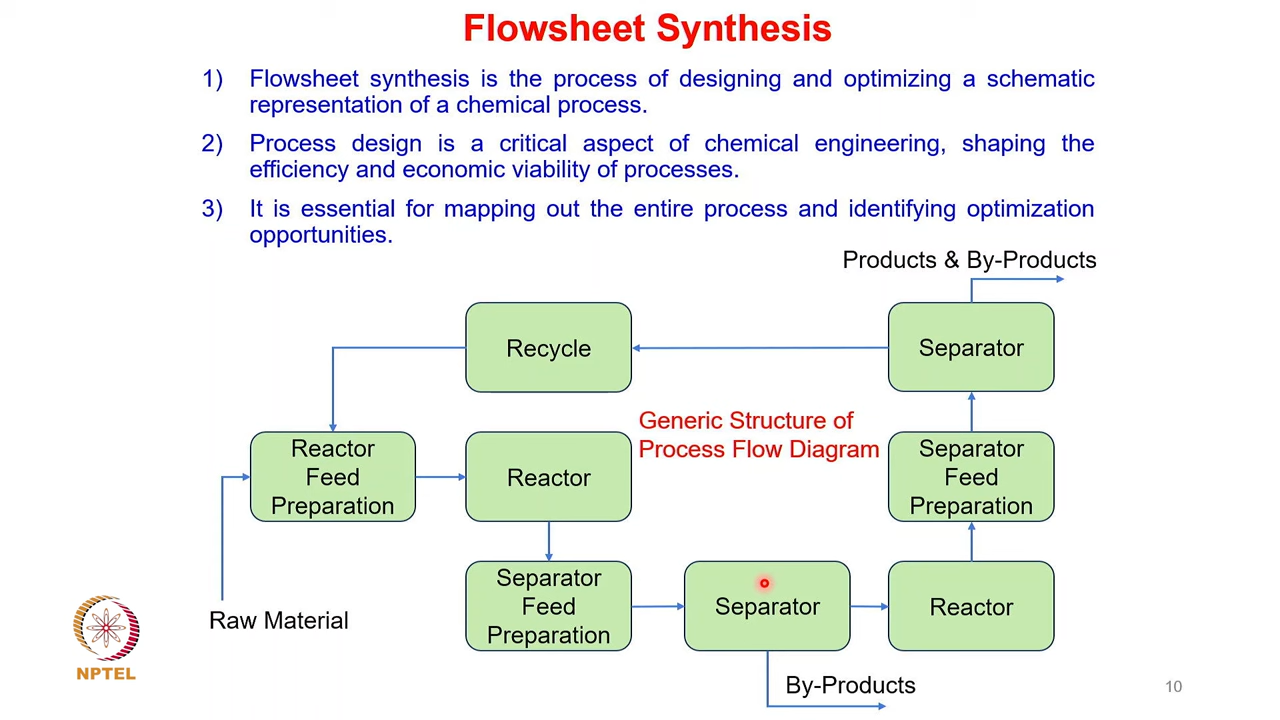 Flowsheet Synthesis
1) Flowsheet synthesis is the process of designing and optimizing a schematic
representation of a chemical process.
2) Process design is a critical aspect of chemical engineering, shaping the
efficiency and economic viability of processes.
3) It is essential for mapping out the entire process and identifying optimization
opportunities.
Products & By-Products
Recycle
Separator
Generic Structure of
Process Flow Diagram
Reactor
Feed
Preparation
Reactor
Separator
Feed
Preparation
Separator
Feed
Preparation
Separator
Reactor
Raw Material
By-Products
NPTEL
10